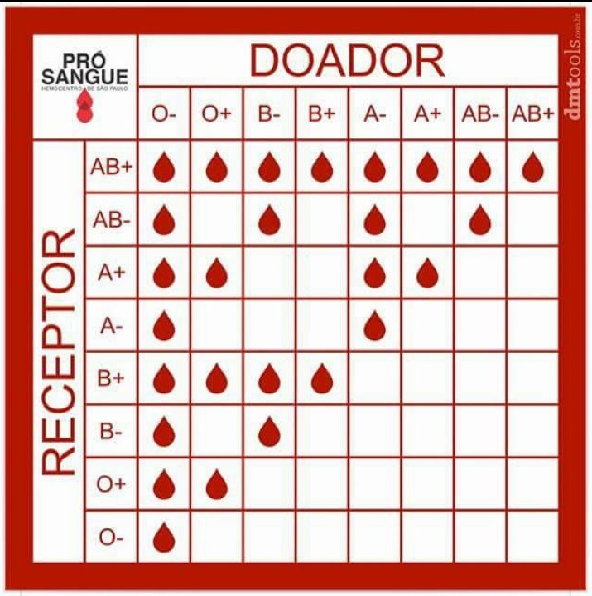 PRÓ
SANGUE
HEMOCENTRO DE SÃO PAULO
DOADOR
O- O+ B- B+ A- A+ AB- AB+
RECEPTOR
AB+
AB-
A+
A-
B+
B-
O+
O-
dmtools.com.br